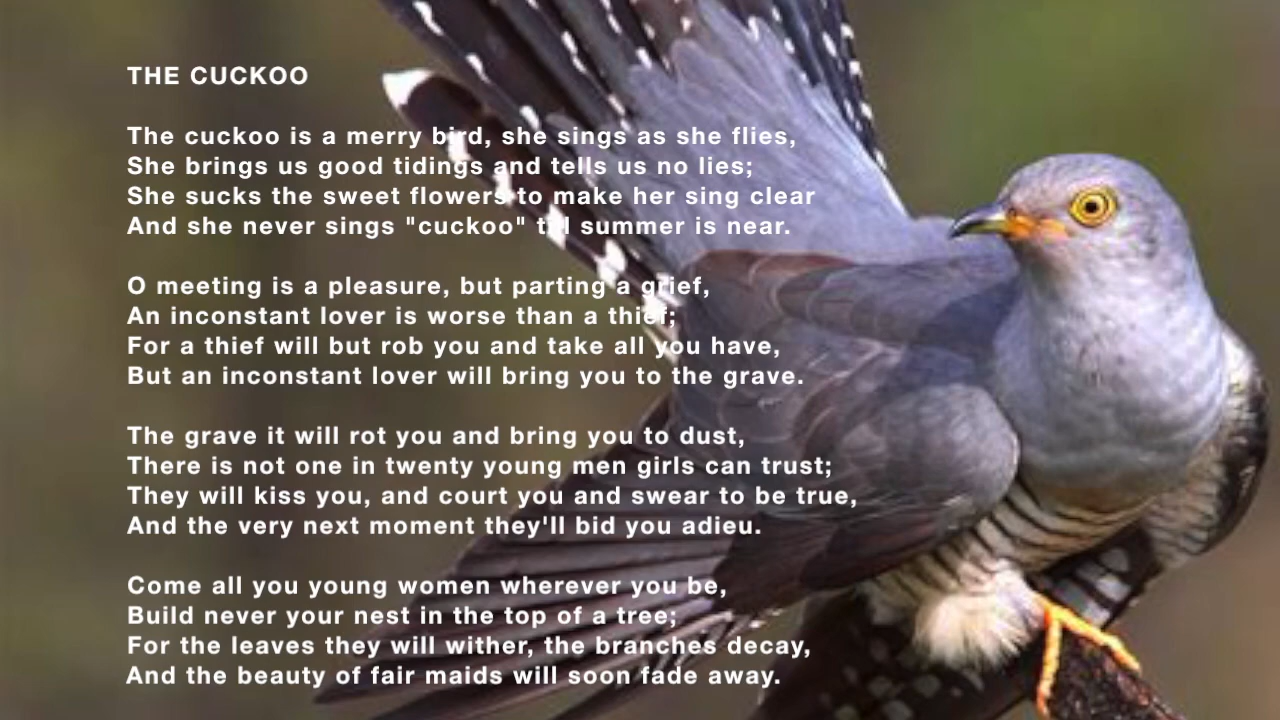 THE CUCKOO
The cuckoo is a merry bird, she sings as she flies,
She brings us good tidings and tells us no lies;
She sucks the sweet flowers to make her sing clear
And she never sings "cuckoo" till summer is near.
O meeting is a pleasure, but parting a grief,
An inconstant lover is worse than a thief;
For a thief will but rob you and take all you have,
But an inconstant lover will bring you to the grave.
The grave it will rot you and bring you to dust,
There is not one in twenty young men girls can trust;
They will kiss you, and court you and swear to be true,
And the very next moment they'll bid you adieu.
Come all you young women wherever you be,
Build never your nest in the top of a tree;
For the leaves they will wither, the branches decay,
And the beauty of fair maids will soon fade away.